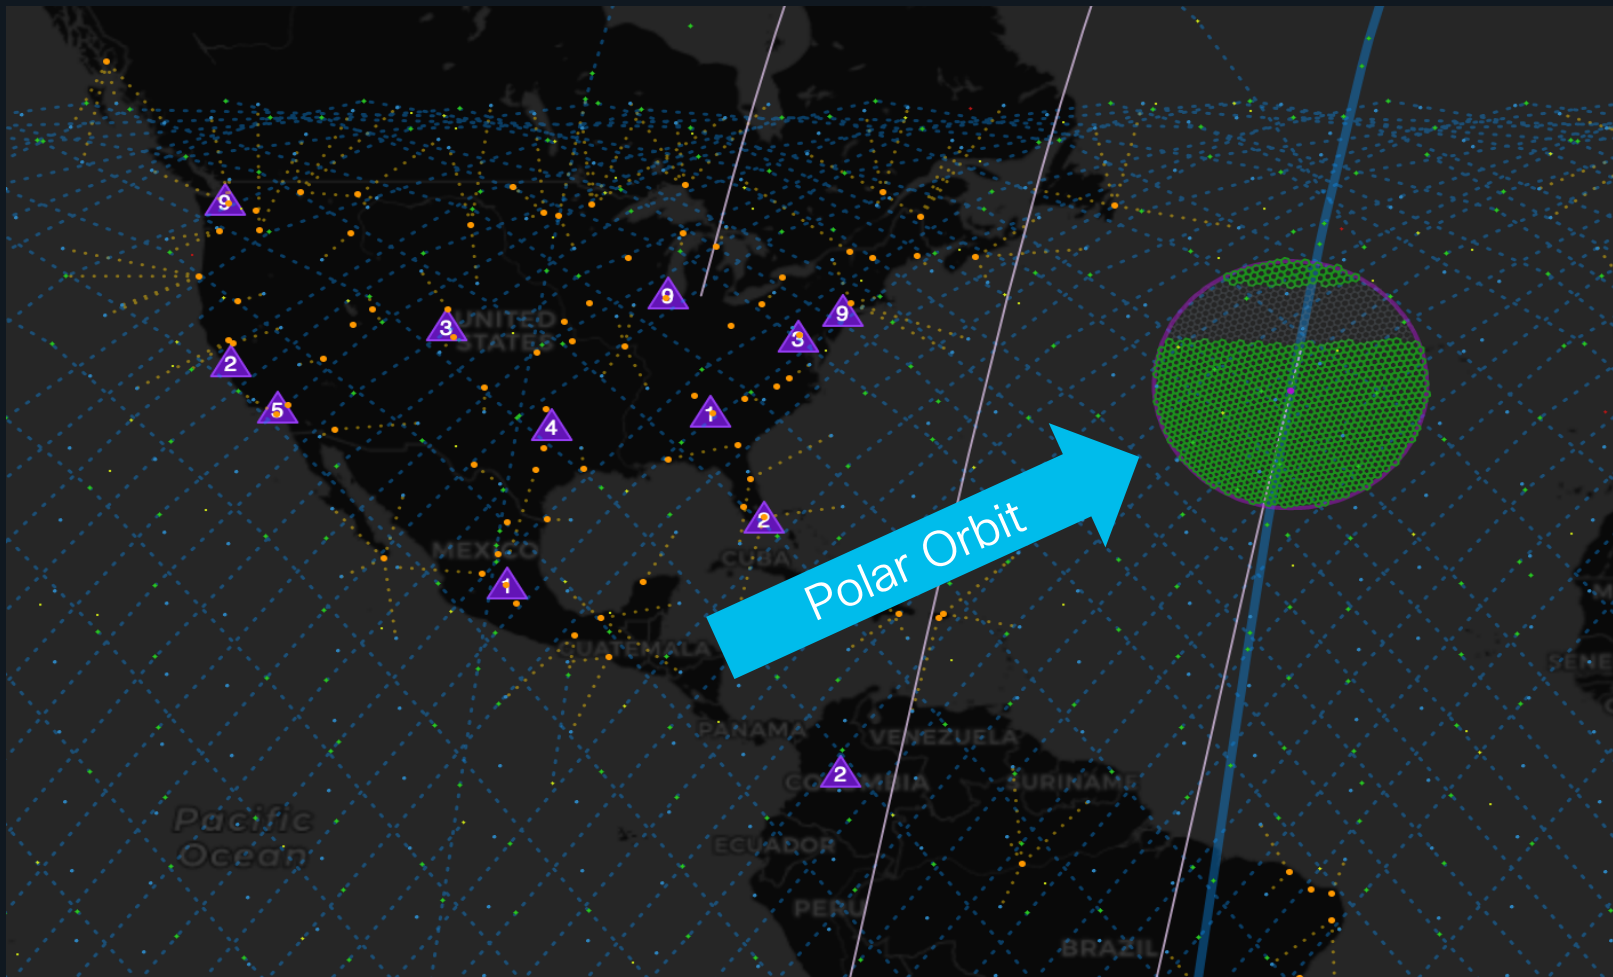 9
9
UNITED
STATES
3
9
3
2
5
1
4
2
MEXICO
CUBA
Polar Orbit
1
GUATEMALA
PANAMA
VENEZUELA
2
COLOMBIA
SURINAME
Pacific
Ocean
ECUADOR
PERU
BRAZIL